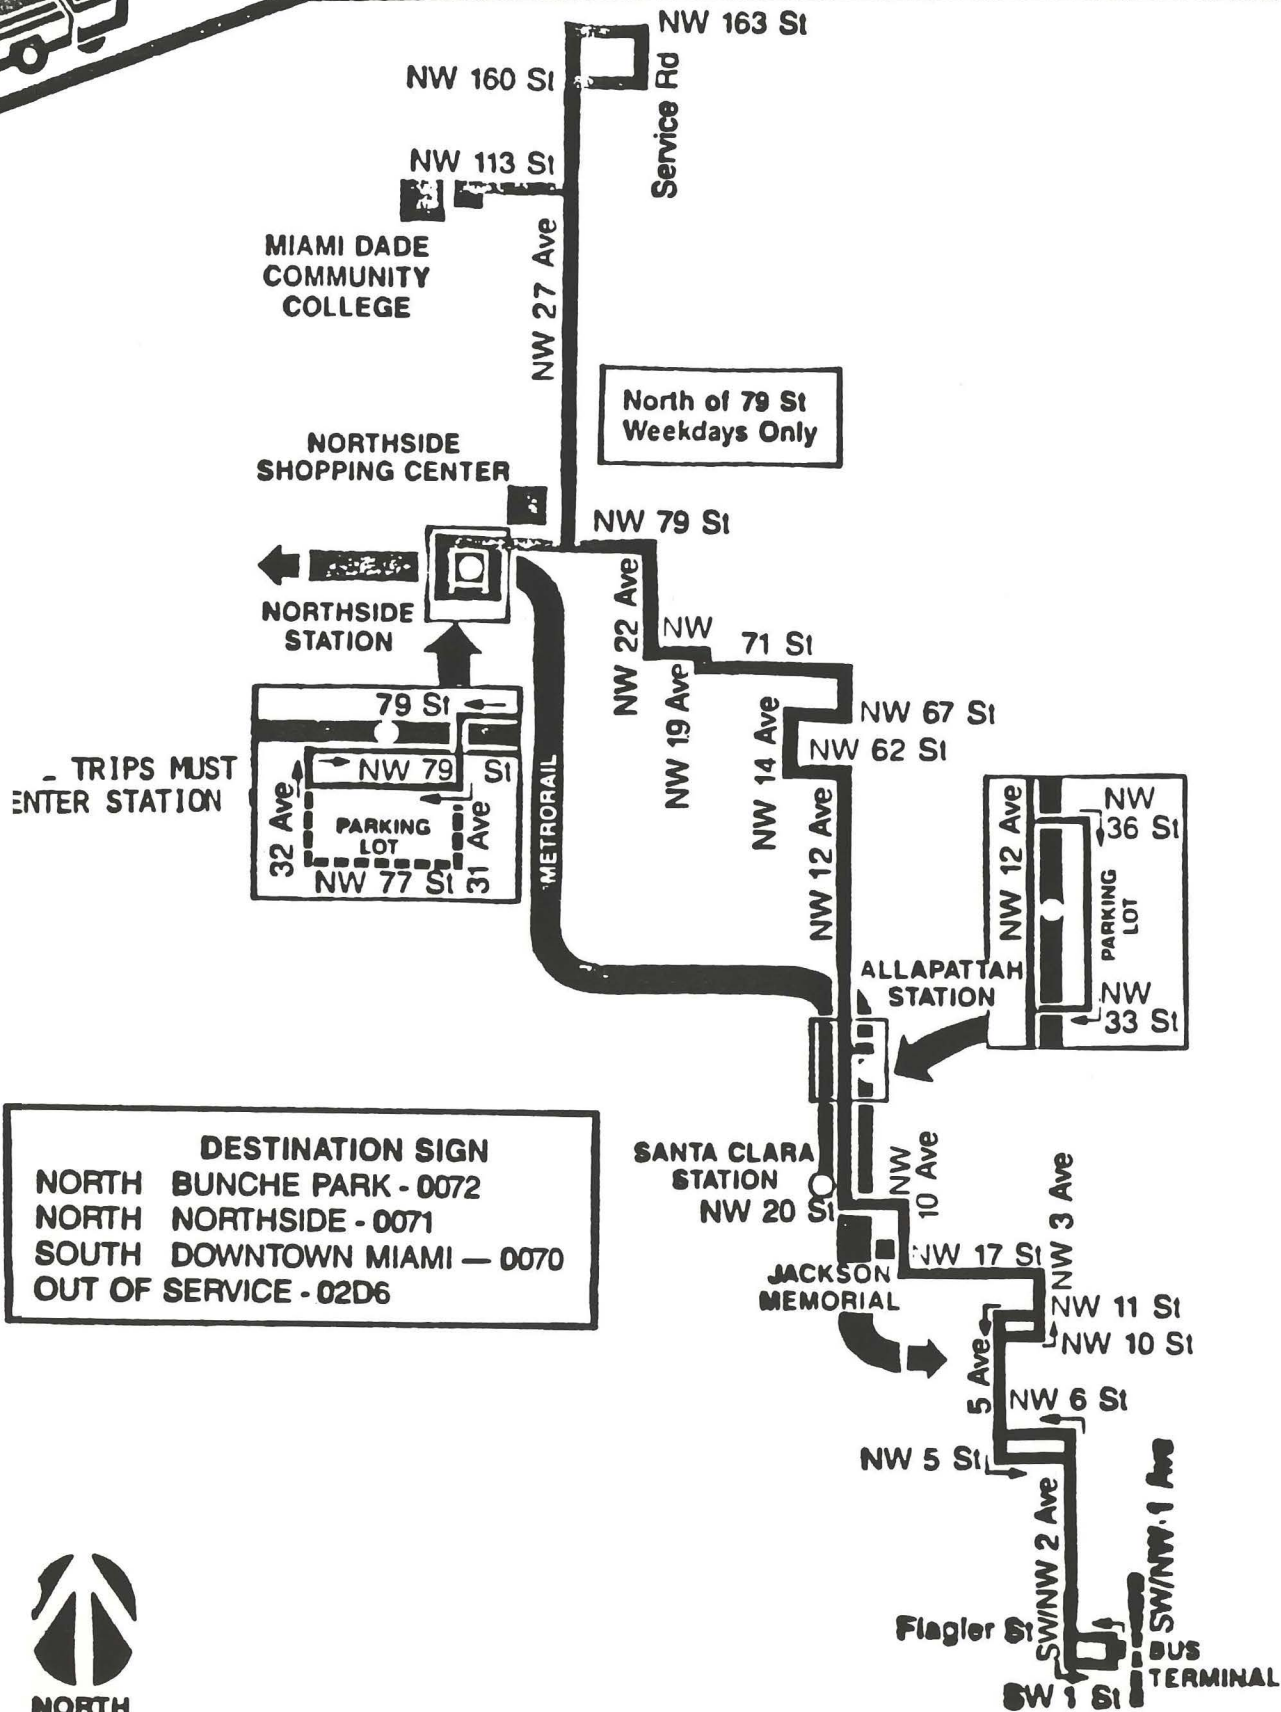 NW 163 St
NW 160 St
Service Rd
NW 113 St
MIAMI DADE
COMMUNITY
COLLEGE
NW 27 Ave
North of 79 St
Weekdays Only
NORTHSIDE
SHOPPING CENTER
NW 79 St
NORTHSIDE
STATION
NW 22 Ave
NW
71 St
NW 19 Ave
79 St
NW 67 St
NW 14 Ave
NW 62 St
TRIPS MUST
ENTER STATION
NW 79 St
32 Ave
PARKING
LOT
31 Ave
NW 77 St
METRORAIL
NW 12 Ave
NW 12 Ave
NW
36 St
PARKING
LOT
NW
33 St
ALLAPATTAH
STATION
DESTINATION SIGN
NORTH BUNCHE PARK - 0072
NORTH NORTHSIDE - 0071
SOUTH DOWNTOWN MIAMI — 0070
OUT OF SERVICE - 02D6
SANTA CLARA
STATION
NW 20 St
NW
10 Ave
NW 3 Ave
NW 17 St
JACKSON
MEMORIAL
NW 11 St
NW 10 St
5 Ave
NW 6 St
NW 5 St
SW/NW 2 Ave
SW/NW 1 Ave
Flagler St
BUS
TERMINAL
SW 1 St
NORTH